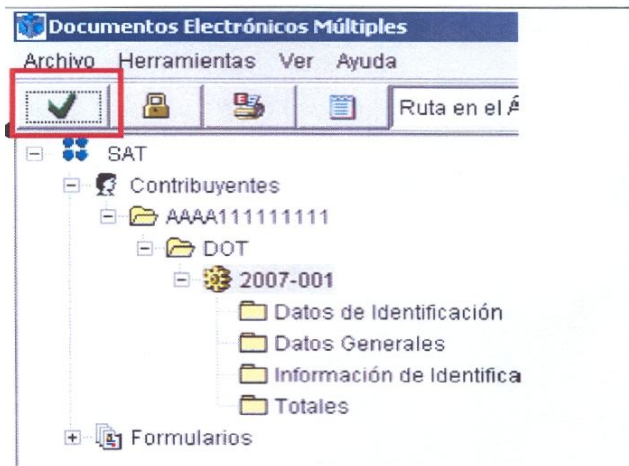 Documentos Electrónicos Múltiples
Archivo Herramientas Ver Ayuda
Ruta en el Á
SAT
Contribuyentes
AAAA111111111
DOT
2007-001
Datos de Identificación
Datos Generales
Información de Identifica
Totales
Formularios